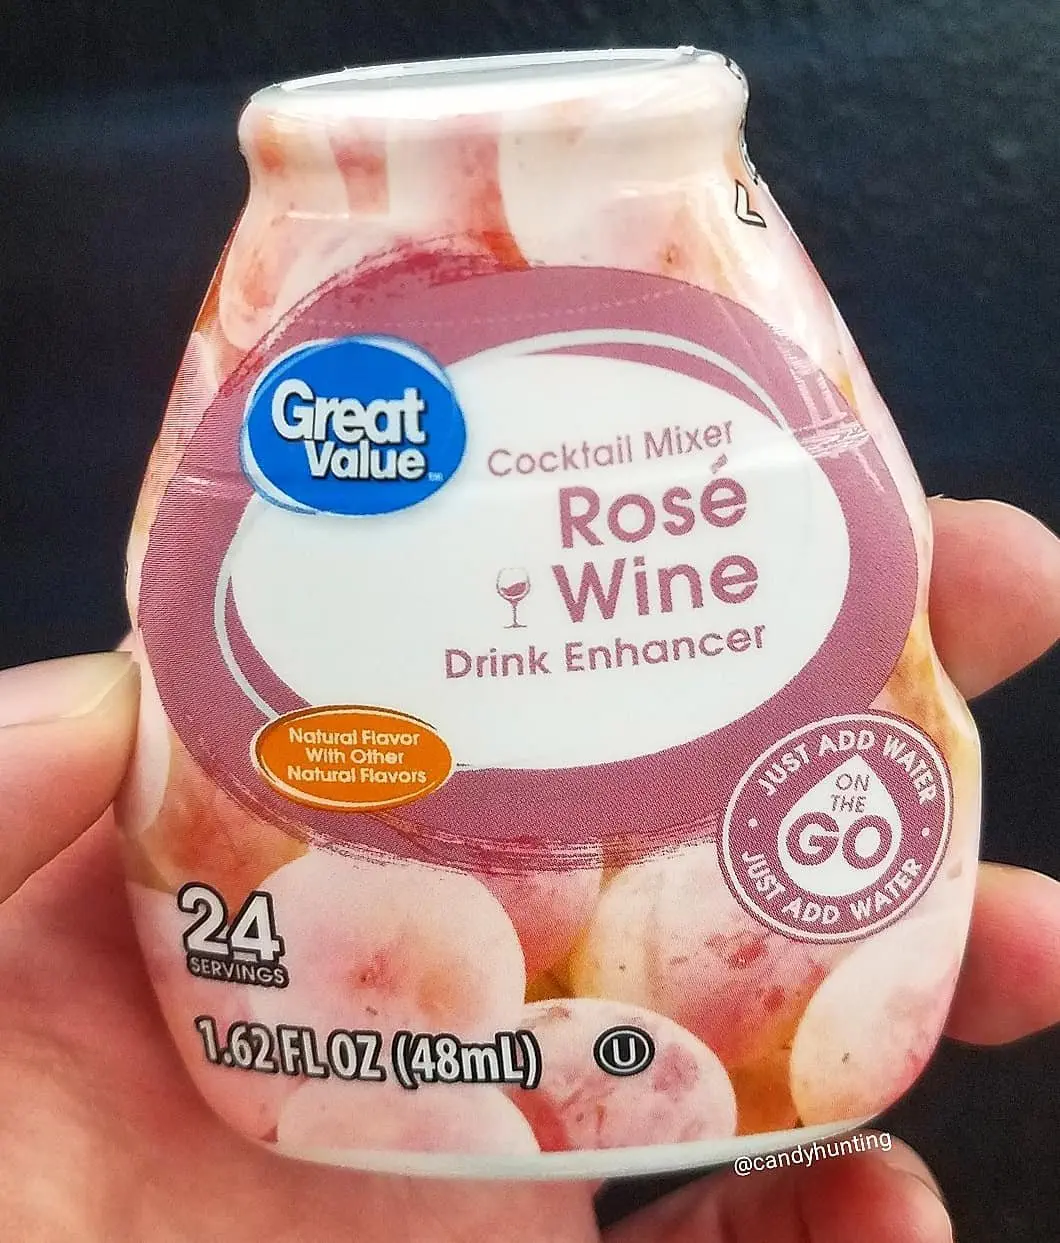 Great
Value
Cocktail Mixer
Rosé
Wine
Drink Enhancer
Natural Flavor
With Other
Natural Flavors
JUST ADD WATER
ON
THE
GO
JUST ADD WATER
24
SERVINGS
1.62 FL OZ (48mL)
U
@candyhunting